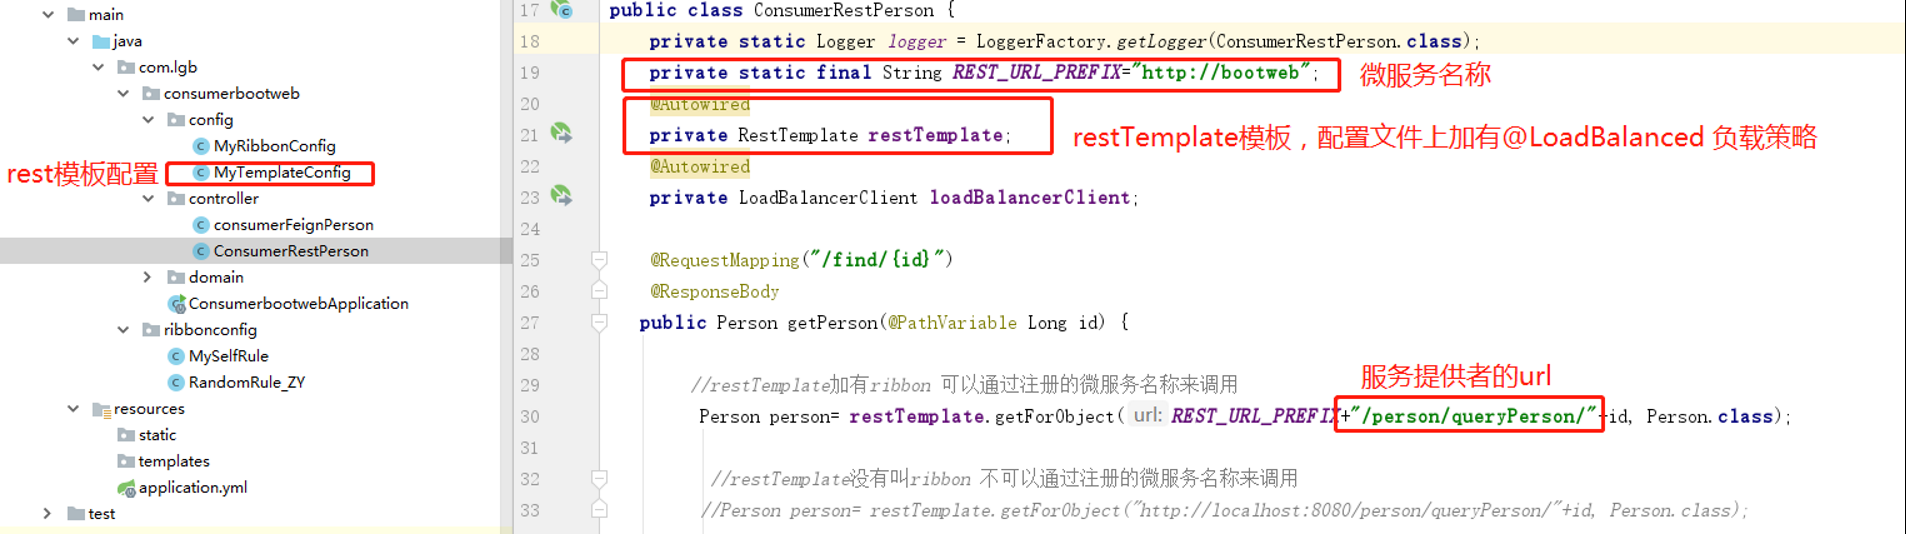 main
java
com.lgb
consumerbootweb
config
MyRibbonConfig
rest模板配置
MyTemplateConfig
controller
consumerFeignPerson
ConsumerRestPerson
domain
ConsumerbootwebApplication
ribbonconfig
MySelfRule
RandomRule_ZY
resources
static
templates
application.yml
test
17 public class ConsumerRestPerson {
18 private static Logger logger = LoggerFactory.getLogger(ConsumerRestPerson.class);
19 private static final String REST_URL_PREFIX="http://bootweb"; 微服务名称
20 @Autowired
21 private RestTemplate restTemplate; restTemplate模板，配置文件上加有@LoadBalanced 负载策略
22 @Autowired
23 private LoadBalancerClient loadBalancerClient;
24
25 @RequestMapping("/find/{id}")
26 @ResponseBody
27 public Person getPerson(@PathVariable Long id) {
28
29 //restTemplate加有ribbon 可以通过注册的微服务名称来调用
服务提供者的url
30 Person person= restTemplate.getForObject( url: REST_URL_PREFIX+"/person/queryPerson/"+id, Person.class);
31
32 //restTemplate没有叫ribbon 不可以通过注册的微服务名称来调用
33 //Person person= restTemplate.getForObject("http://localhost:8080/person/queryPerson/"+id, Person.class);